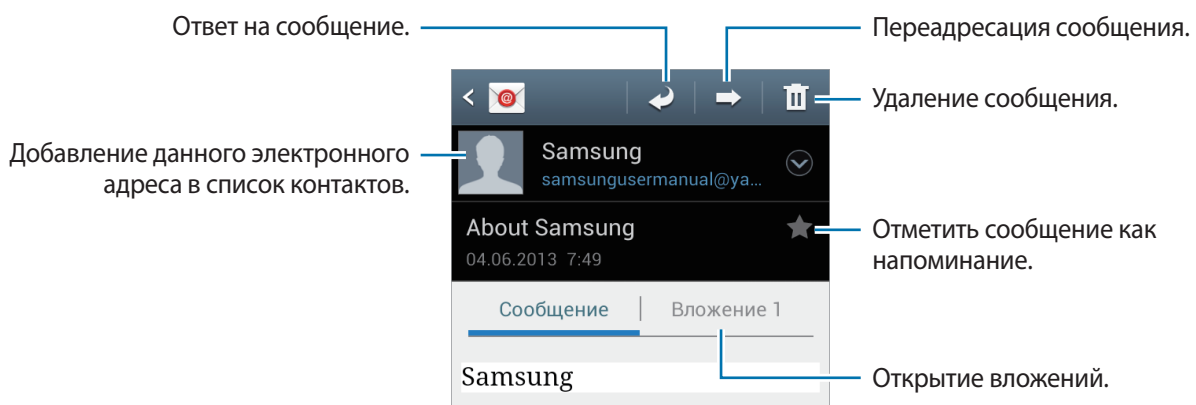 Ответ на сообщение.
Переадресация сообщения.
Удаление сообщения.
Добавление данного электронного
адреса в список контактов.
Samsung
samsungusermanual@ya...
About Samsung
04.06.2013 7:49
Отметить сообщение как
напоминание.
Сообщение
Вложение 1
Samsung
Открытие вложений.